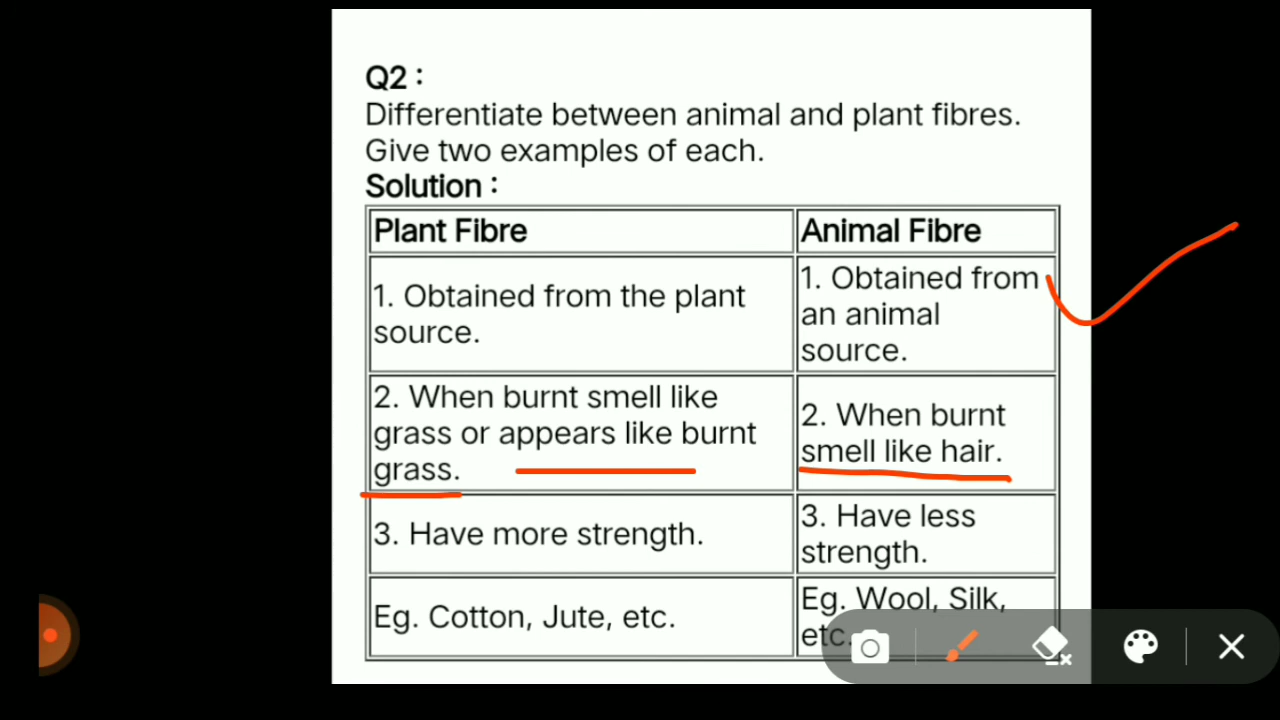 Q2 :
Differentiate between animal and plant fibres.
Give two examples of each.
Solution :
Plant Fibre
Animal Fibre
1. Obtained from the plant
source.
1. Obtained from
an animal
source.
2. When burnt smell like
grass or appears like burnt
grass.
2. When burnt
smell like hair.
3. Have more strength.
3. Have less
strength.
Eg. Cotton, Jute, etc.
Eg. Wool, Silk,
etc.